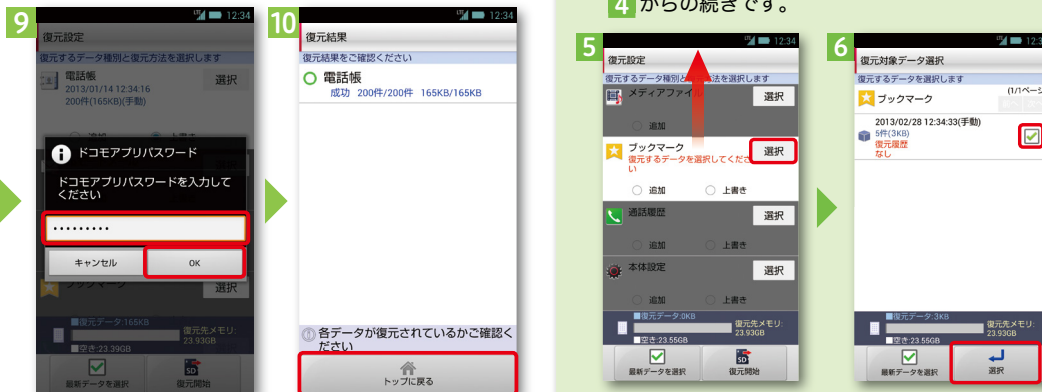 9
12:34
復元設定
復元するデータ種別と復元方法を選択します
電話帳
2013/01/14 12:34:16
200件(165KB)(手動)
選択
追加
上書き
ドコモアプリパスワード
ドコモアプリパスワードを入力して
ください
・・・・・・・・・
キャンセル
OK
ブックマーク
選択
■復元データ:165KB
復元先メモリ:
23.93GB
■空き:23.39GB
最新データを選択
復元開始
10
12:34
復元結果
復元結果をご確認ください
電話帳
成功 200件/200件 165KB/165KB
各データが復元されているかご確認く
ださい
トップに戻る
4 からの続きです。
5
12:34
復元設定
復元するデータ種別と
方法を選択します
メディアファイ
選択
追加
ブックマーク
復元するデータを選択してくださ
い
選択
追加
上書き
通話履歴
選択
追加
上書き
本体設定
選択
追加
上書き
■復元データ:0KB
復元先メモリ:
23.93GB
■空き:23.55GB
最新データを選択
復元開始
6
復元対象データ選択
復元するデータを選択します
ブックマーク
(1/1ページ
2013/02/28 12:34:33(手動)
5件(3KB)
復元履歴
なし
■復元データ:3KB
復元先メモリ:
23.93GB
■空き:23.55GB
最新データを選択
選択